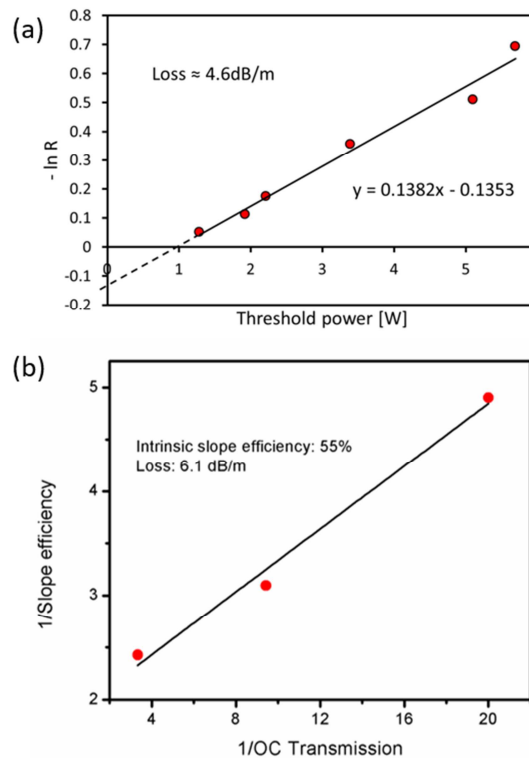 (a)
0.8
0.7
0.6
0.5
0.4
0.3
0.2
0.1
0
-0.1
-0.2
- ln R
Loss ≈ 4.6dB/m
y = 0.1382x - 0.1353
0 1 2 3 4 5
Threshold power [W]
(b)
5
4
3
2
1/Slope efficiency
Intrinsic slope efficiency: 55%
Loss: 6.1 dB/m
4 8 12 16 20
1/OC Transmission